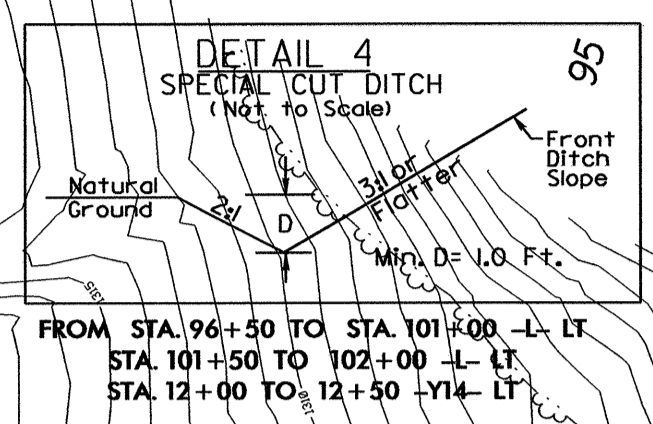 DETAIL 4
SPECIAL CUT DITCH
(Not to Scale)
95
Natural
Ground
2:1
D
3:1 or
Flatter
Front
Ditch
Slope
Min. D= 1.0 Ft.
1315
FROM STA. 96+50 TO STA. 101+00 -L- LT
STA. 101+50 TO 102+00 -L- LT
STA. 12+00 TO 12+50 -Y14- LT
1310